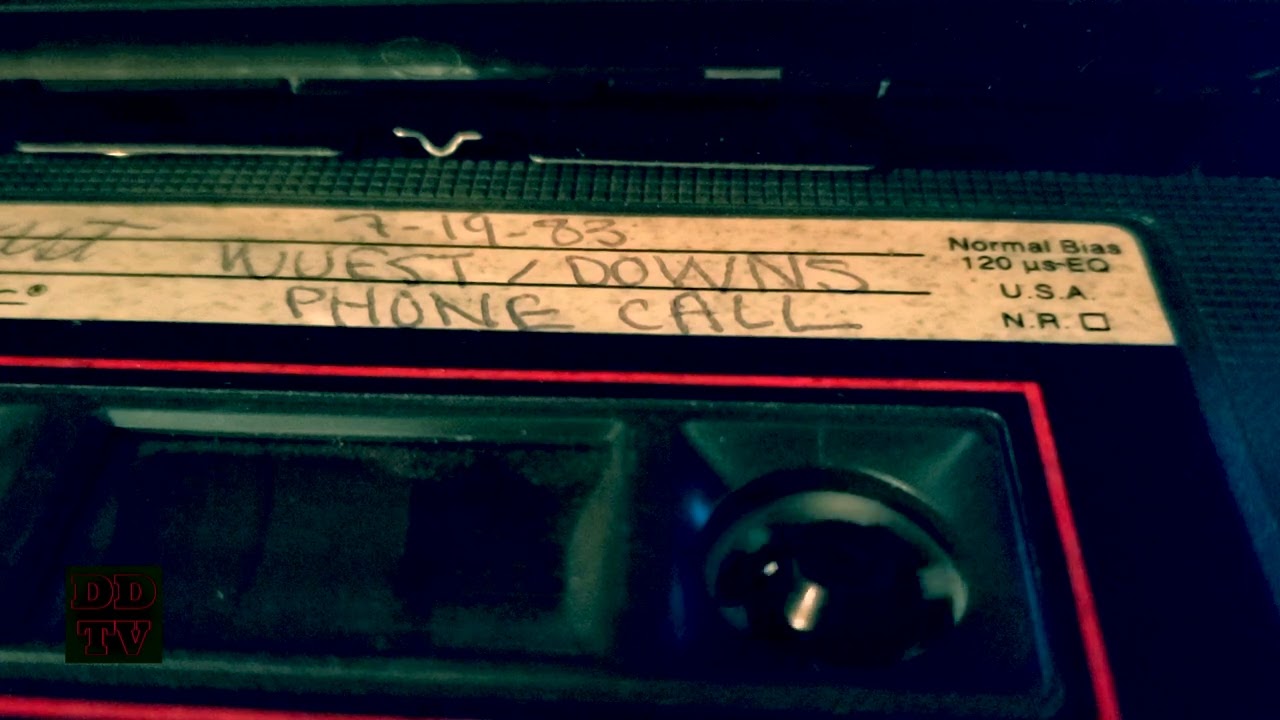 7-19-83
WUEST / DOWNS
PHONE CALL
Normal Bias
120 µs-EQ
U.S.A.
N.R. ☐
DD
TV